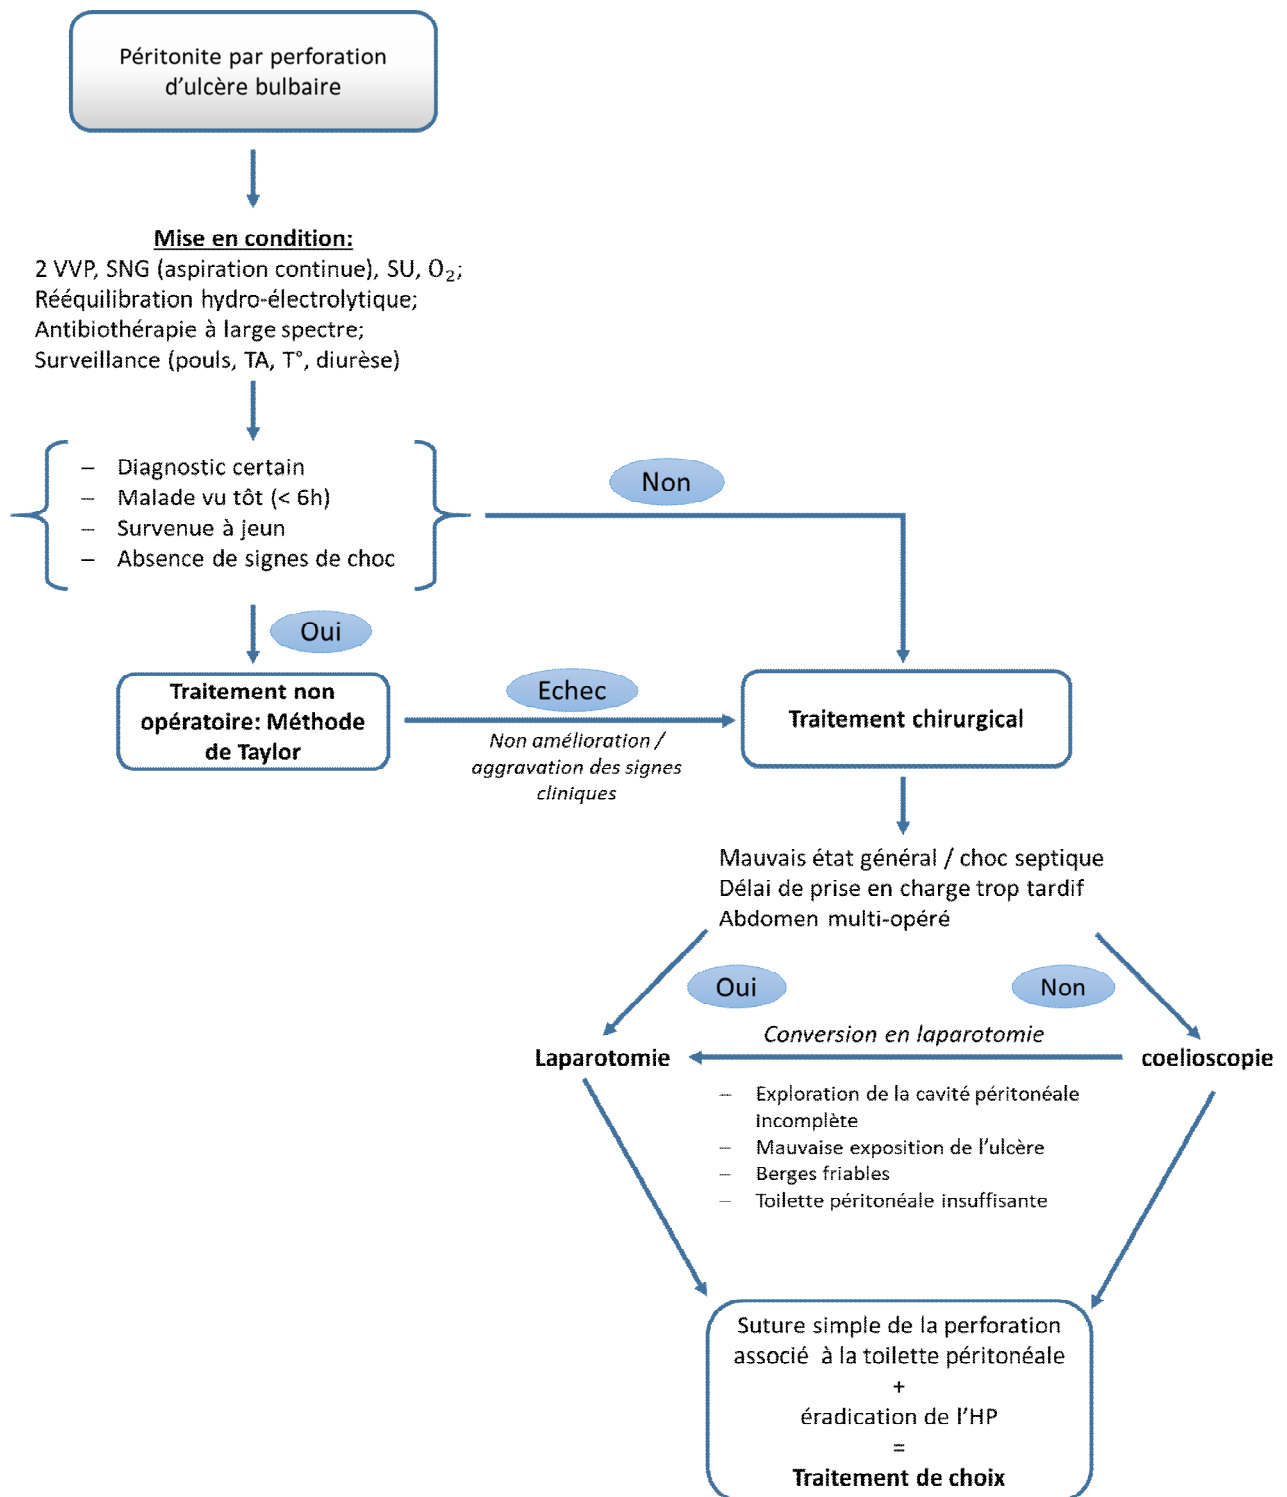 Péritonite par perforation
d’ulcère bulbaire
Mise en condition:
2 VVP, SNG (aspiration continue), SU, O₂;
Rééquilibration hydro-électrolytique;
Antibiothérapie à large spectre;
Surveillance (pouls, TA, T°, diurèse)
– Diagnostic certain
– Malade vu tôt (< 6h)
– Survenue à jeun
– Absence de signes de choc
Non
Oui
Traitement non
opératoire: Méthode
de Taylor
Echec
Non amélioration /
aggravation des signes
cliniques
Traitement chirurgical
Mauvais état général / choc septique
Délai de prise en charge trop tardif
Abdomen multi-opéré
Oui
Non
Conversion en laparotomie
Laparotomie
coelioscopie
– Exploration de la cavité péritonéale
incomplète
– Mauvaise exposition de l’ulcère
– Berges friables
– Toilette péritonéale insuffisante
Suture simple de la perforation
associé à la toilette péritonéale
+
éradication de l’HP
=
Traitement de choix